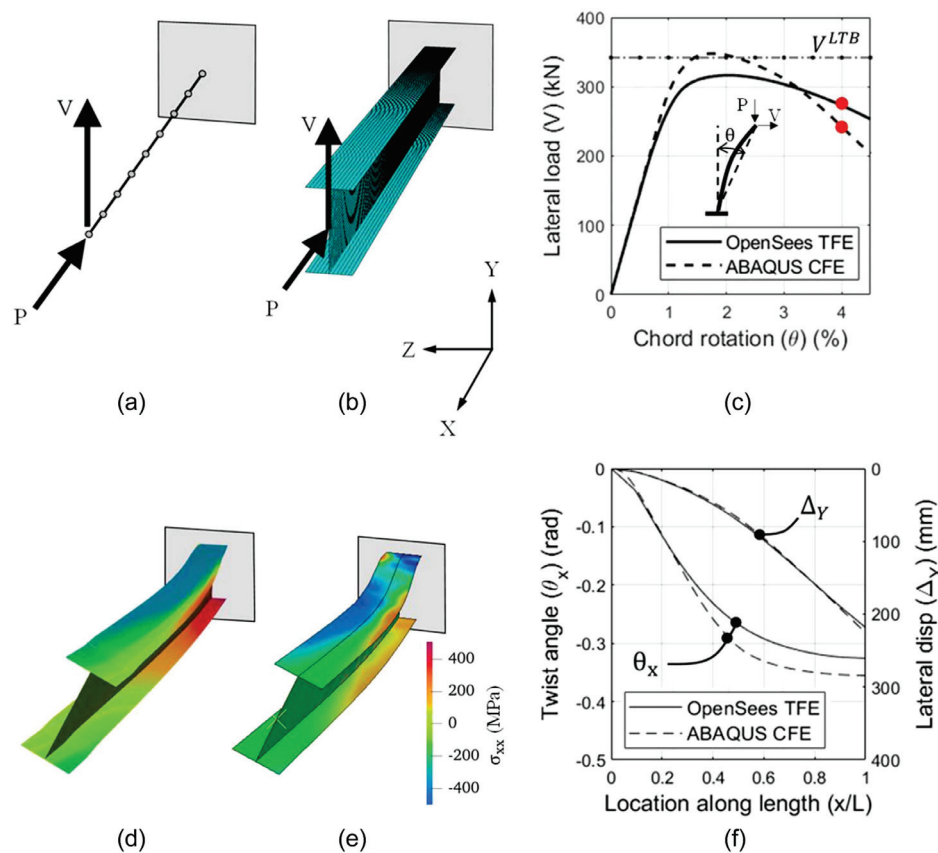 V
P
(a)
V
P
(b)
Y
Z
X
Lateral load (V) (kN)
400
300
200
100
0
V^LTB
P
V
θ
OpenSees TFE
ABAQUS CFE
0 1 2 3 4
Chord rotation (θ) (%)
(c)
(d)
400
200
0
-200
-400
σxx (MPa)
(e)
Twist angle (θx) (rad)
0
-0.1
-0.2
-0.3
-0.4
-0.5
ΔY
θx
OpenSees TFE
ABAQUS CFE
0
100
200
300
400
Lateral disp (ΔY) (mm)
0 0.2 0.4 0.6 0.8 1
Location along length (x/L)
(f)